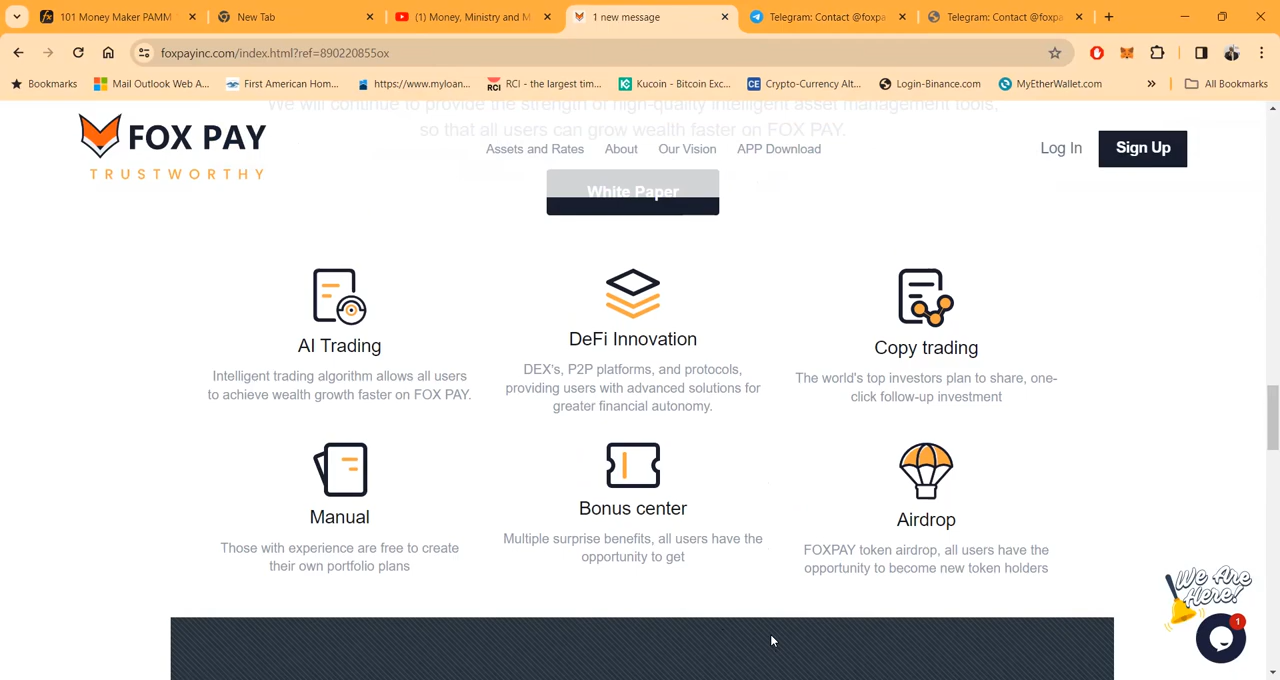 101 Money Maker PAMM
New Tab
(1) Money, Ministry and M
1 new message
Telegram: Contact @foxpa
Telegram: Contact @foxpa
foxpayinc.com/index.html?ref=890220855ox
Bookmarks
Mail Outlook Web A...
First American Hom...
https://www.myloan...
RCI - the largest tim...
Kucoin - Bitcoin Exc...
Crypto-Currency Alt...
Login-Binance.com
MyEtherWallet.com
All Bookmarks
We will continue to provide the strength of high-quality intelligent asset management tools,
so that all users can grow wealth faster on FOX PAY.
FOX PAY
TRUSTWORTHY
Assets and Rates
About
Our Vision
APP Download
Log In
Sign Up
White Paper
AI Trading
Intelligent trading algorithm allows all users
to achieve wealth growth faster on FOX PAY.
DeFi Innovation
DEX's, P2P platforms, and protocols,
providing users with advanced solutions for
greater financial autonomy.
Copy trading
The world's top investors plan to share, one-
click follow-up investment
Manual
Those with experience are free to create
their own portfolio plans
Bonus center
Multiple surprise benefits, all users have the
opportunity to get
Airdrop
FOXPAY token airdrop, all users have the
opportunity to become new token holders
We Are
Here!
1